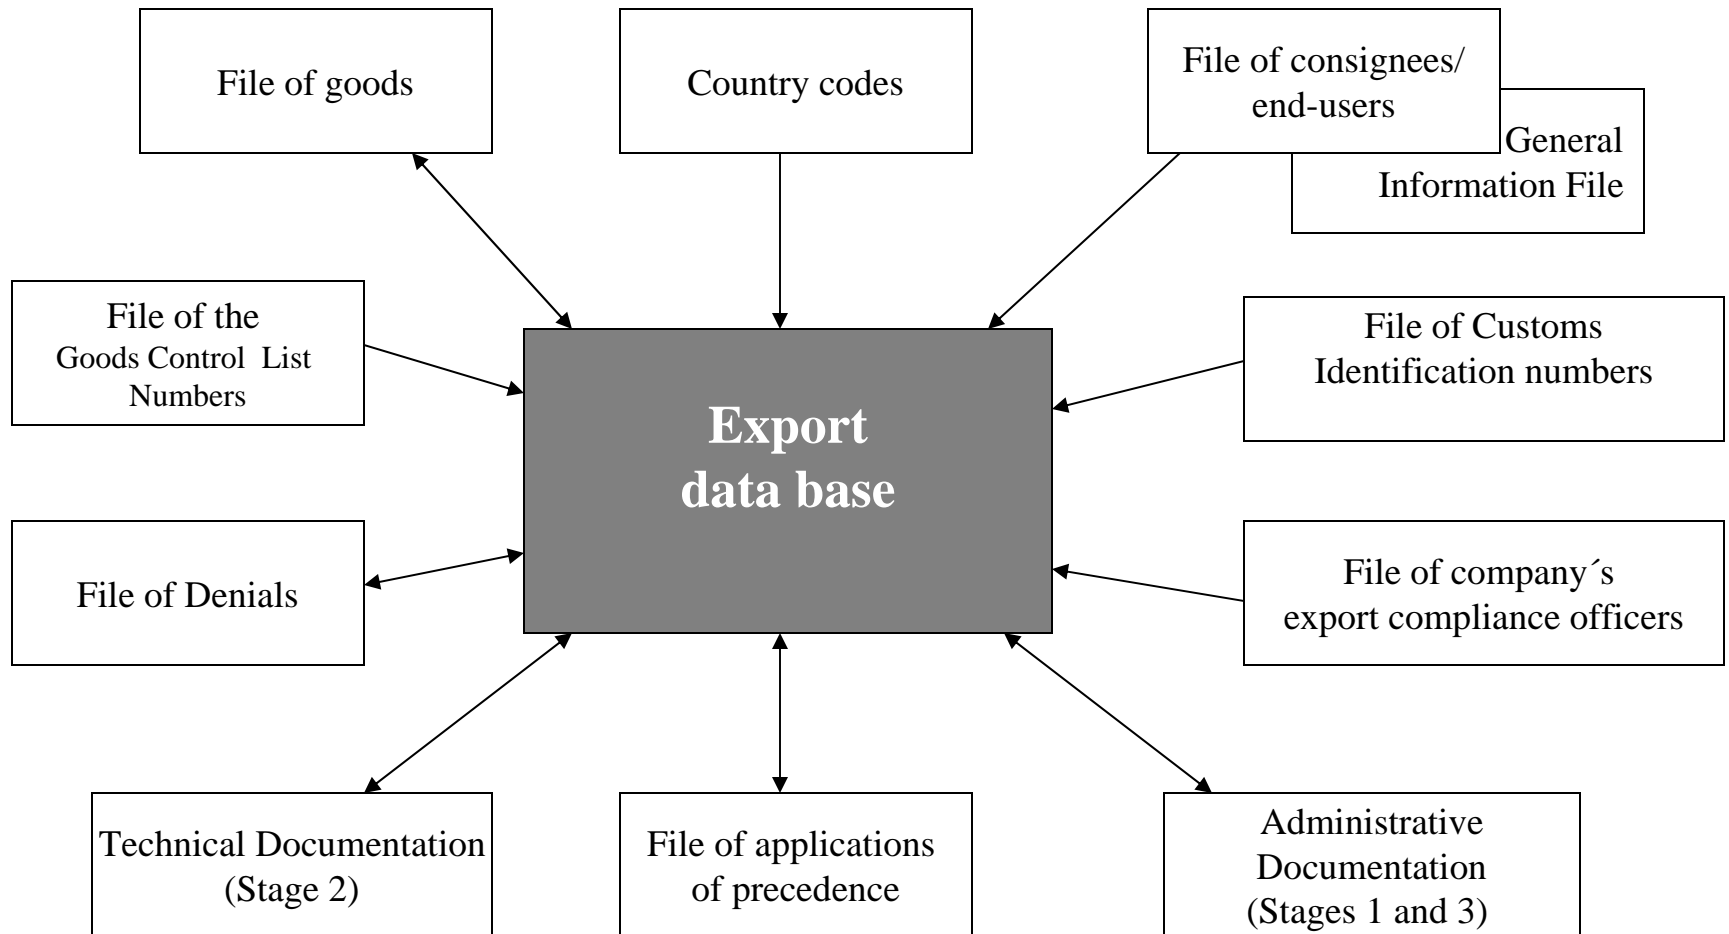 File of goods
Country codes
File of consignees/
end-users
General
Information File
File of the
Goods Control List
Numbers
File of Customs
Identification numbers
Export
data base
File of Denials
File of company´s
export compliance officers
Technical Documentation
(Stage 2)
File of applications
of precedence
Administrative
Documentation
(Stages 1 and 3)